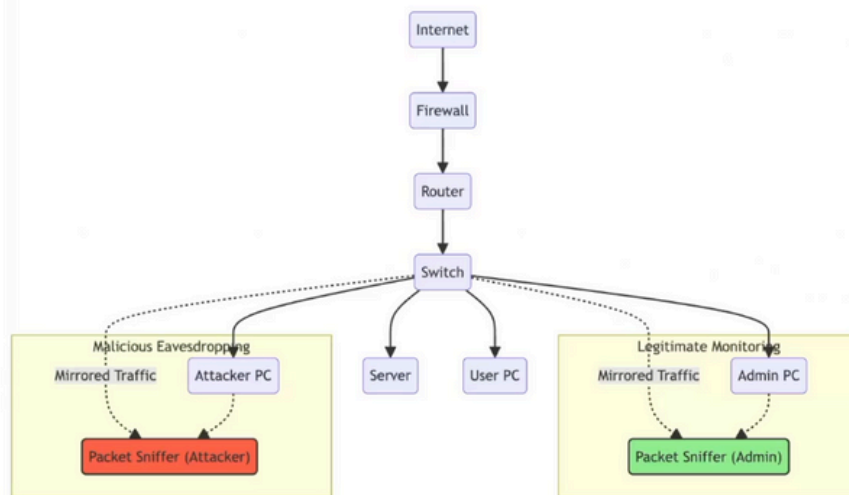 Internet
Firewall
Router
Switch
Malicious Eavesdropping
Legitimate Monitoring
Mirrored Traffic
Attacker PC
Server
User PC
Mirrored Traffic
Admin PC
Packet Sniffer (Attacker)
Packet Sniffer (Admin)